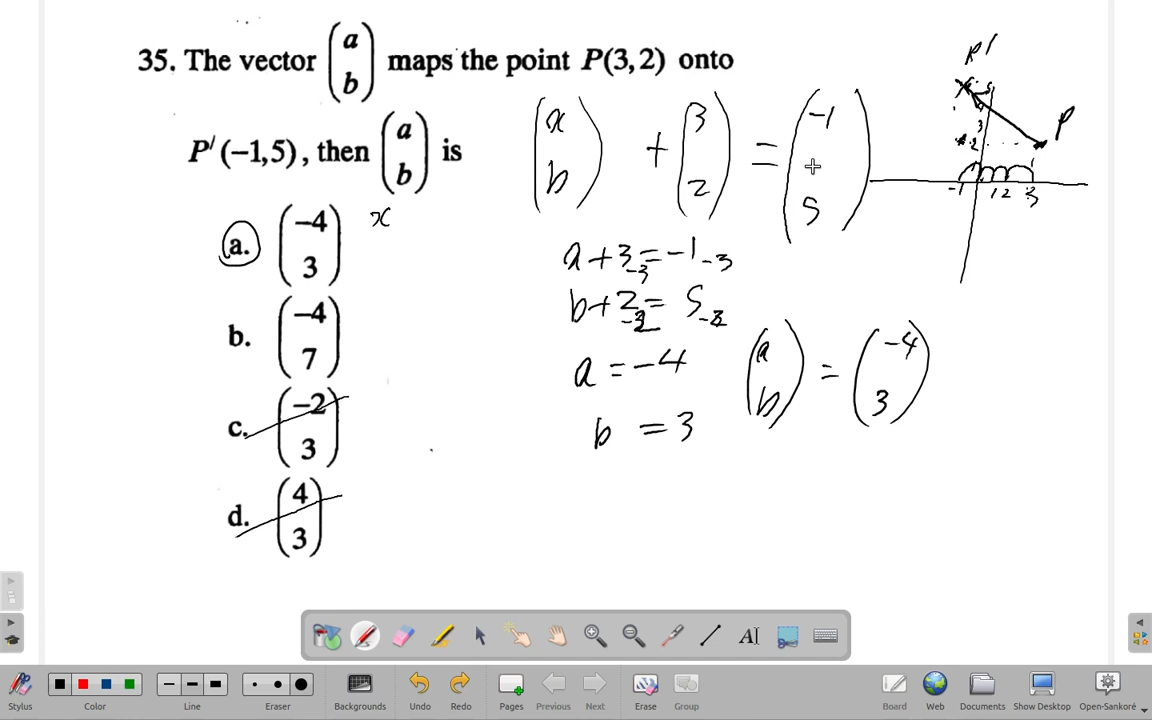 35. The vector (a b) maps the point P(3,2) onto
P'(-1,5), then (a b) is
a. (-4 3)
x
b. (-4 7)
c. (-2 3)
d. (4 3)
(x b) + (3 2) = (-1 5)
a+3-3=-1-3
b+2-2=5-2
a=-4
b=3
(a b) = (-4 3)
P'
5
3
2
P
-1 1 2 3
Stylus
Color
Line
Eraser
Backgrounds
Undo
Redo
Pages
Previous
Next
Erase
Group
Board
Web
Documents
Show Desktop
Open-Sankoré